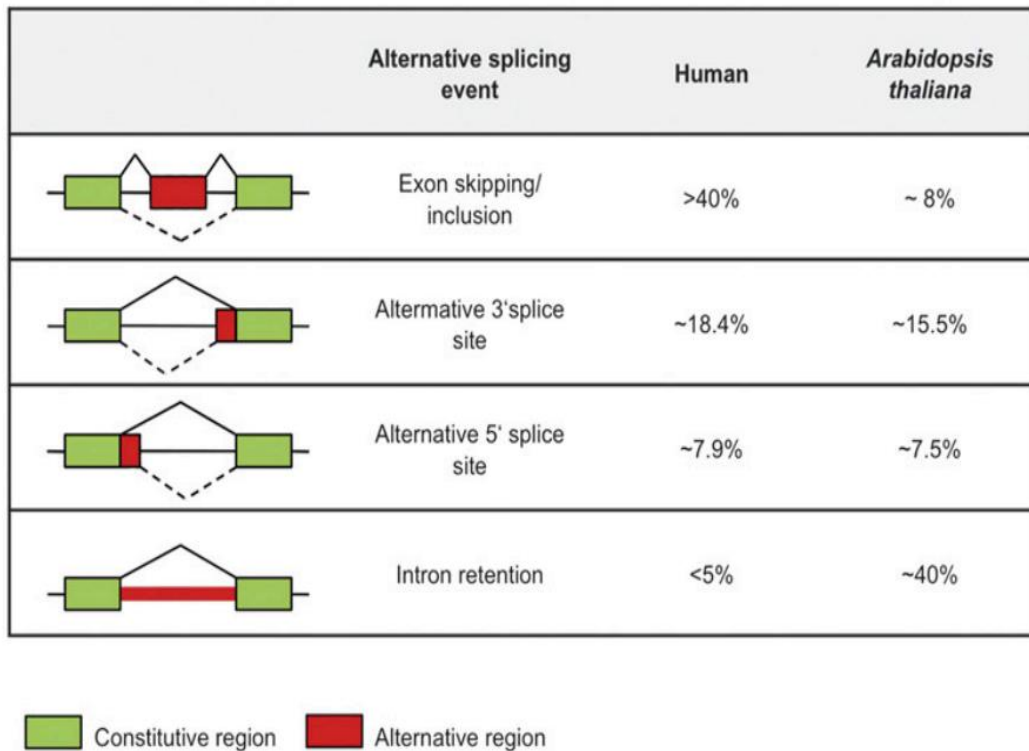 Alternative splicing
event
Human
Arabidopsis
thaliana
Exon skipping/
inclusion
>40%
~ 8%
Altermative 3‘splice
site
~18.4%
~15.5%
Alternative 5‘ splice
site
~7.9%
~7.5%
Intron retention
<5%
~40%
Constitutive region
Alternative region